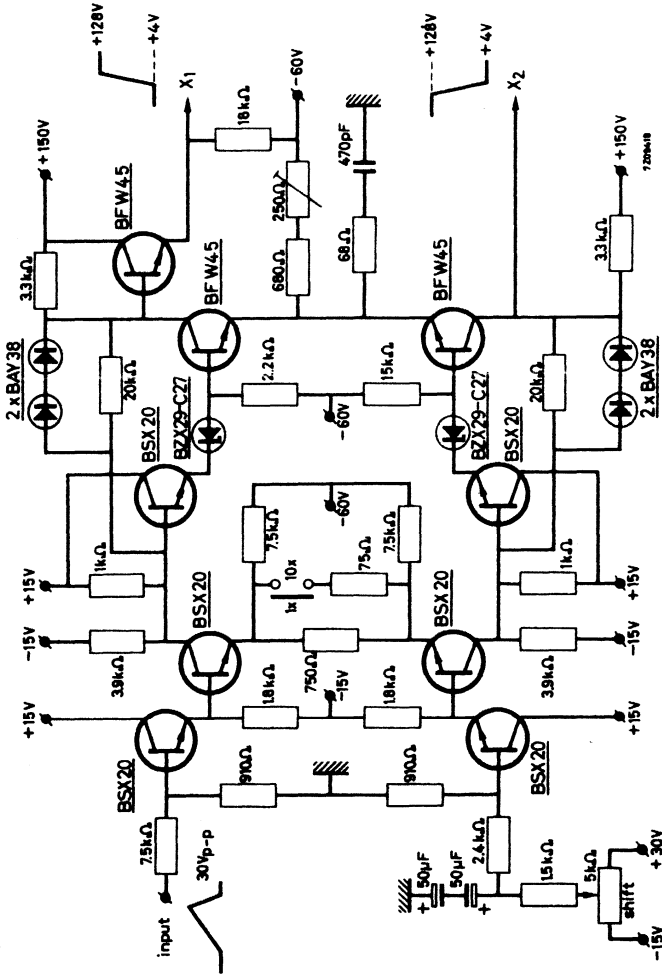 +128V
+4V
X1
+150V
BFW45
3.3kΩ
18kΩ
-60V
2xBAY38
20kΩ
BFW45
250Ω
680Ω
470pF
68Ω
+128V
+4V
X2
BSX20
BZX29-C27
2.2kΩ
-60V
15kΩ
BZX29-C27
BFW45
BSX20
20kΩ
3.3kΩ
+150V
2xBAY38
7Z09418
+15V
1kΩ
-15V
3.9kΩ
BSX20
7.5kΩ
-60V
10x
1x
75Ω
7.5kΩ
750Ω
BSX20
1kΩ
+15V
3.9kΩ
-15V
+15V
BSX20
1.8kΩ
-15V
1.8kΩ
BSX20
+15V
910Ω
910Ω
7.5kΩ
input
30Vp-p
+
50µF
50µF
+
2.4kΩ
1.5kΩ
5kΩ
shift
-15V
+30V